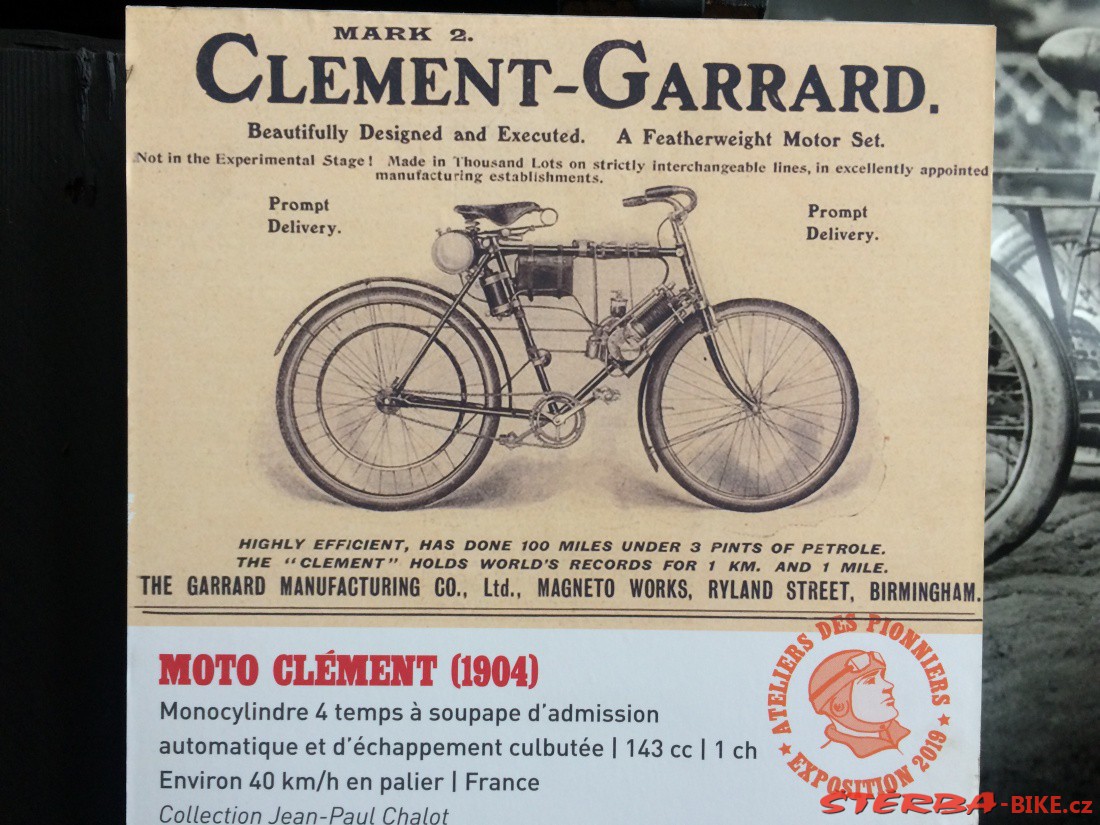 MARK 2.
CLEMENT-GARRARD.
Beautifully Designed and Executed. A Featherweight Motor Set.
Not in the Experimental Stage! Made in Thousand Lots on strictly interchangeable lines, in excellently appointed
manufacturing establishments.
Prompt
Delivery.
Prompt
Delivery.
HIGHLY EFFICIENT, HAS DONE 100 MILES UNDER 3 PINTS OF PETROLE.
THE "CLEMENT" HOLDS WORLD'S RECORDS FOR 1 KM. AND 1 MILE.
THE GARRARD MANUFACTURING CO., Ltd., MAGNETO WORKS, RYLAND STREET, BIRMINGHAM.
MOTO CLÉMENT (1904)
Monocylindre 4 temps à soupape d'admission
automatique et d'échappement culbutée | 143 cc | 1 ch
Environ 40 km/h en palier | France
Collection Jean-Paul Chalot
ATELIERS DES PIONNIERS
EXPOSITION 2019
STERBA-BIKE.cz